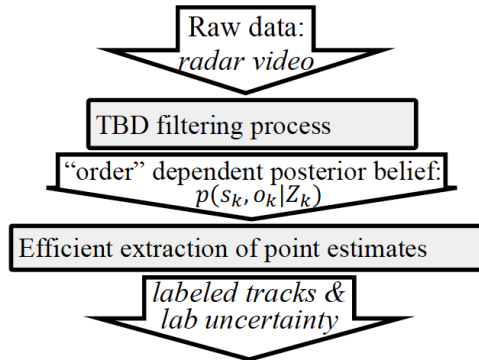 Raw data:
radar video
TBD filtering process
“order” dependent posterior belief:
p(s_k, o_k|Z_k)
Efficient extraction of point estimates
labeled tracks &
lab uncertainty